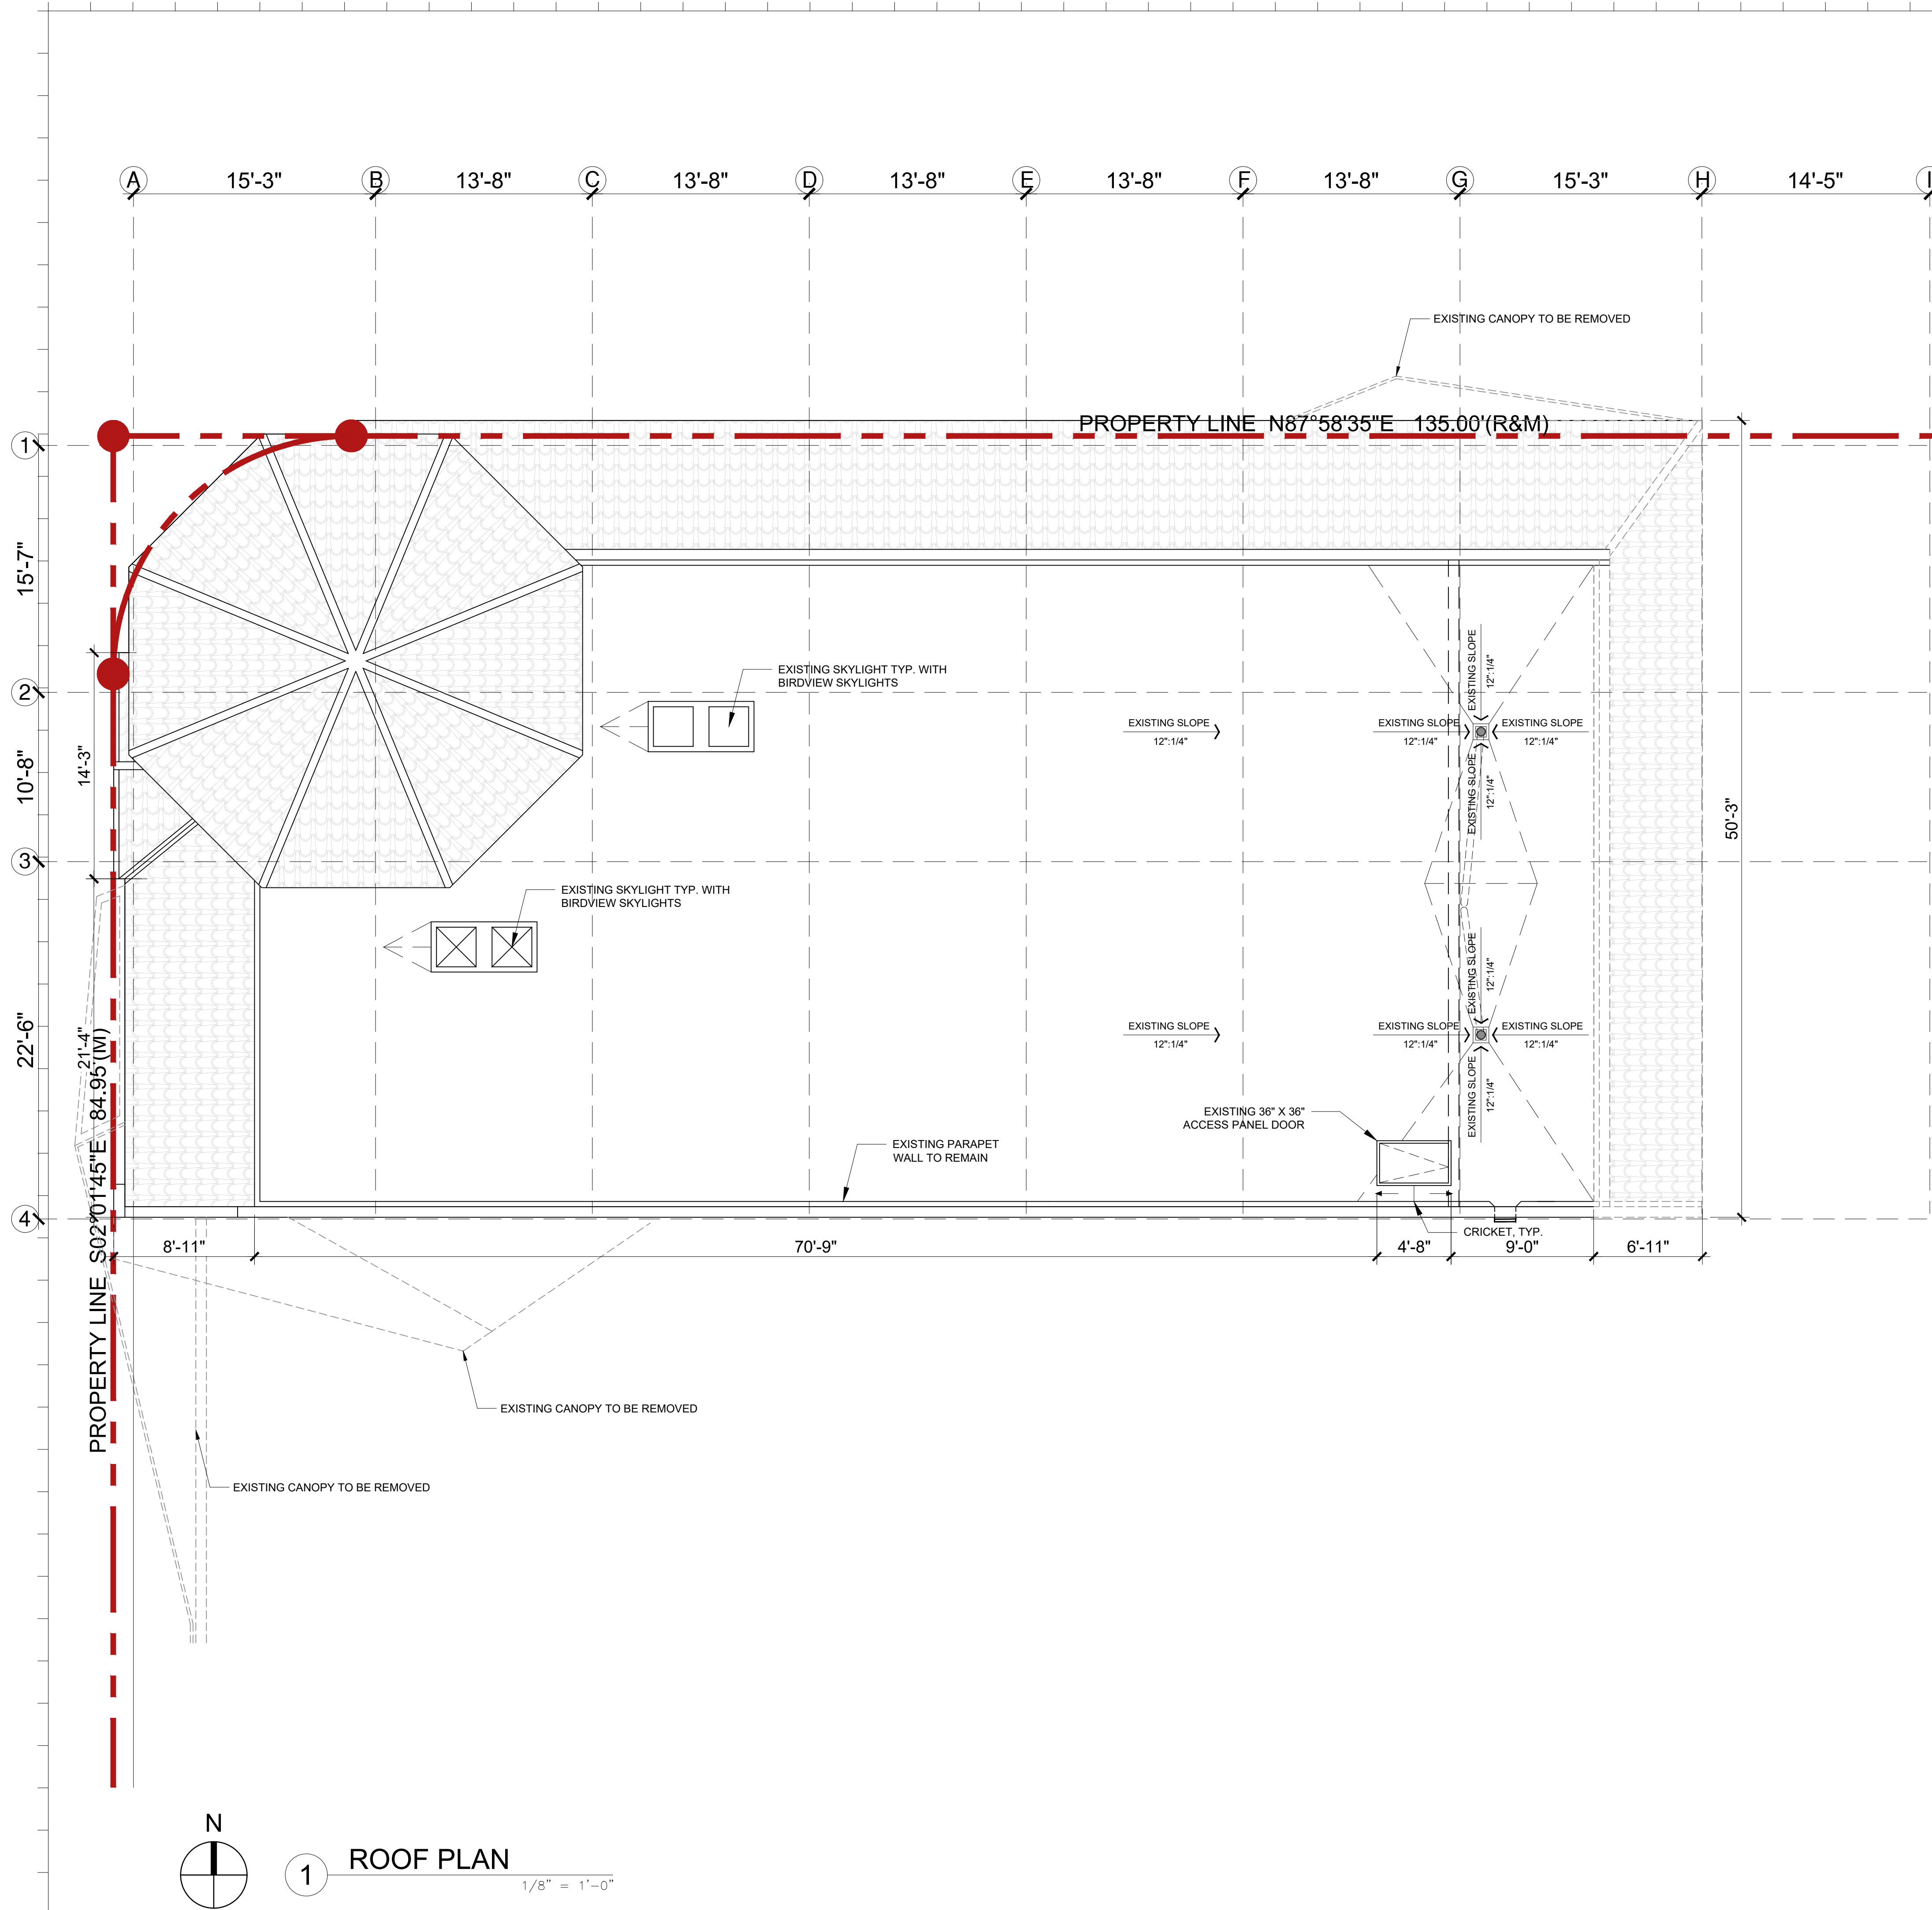 A
15'-3"
B
13'-8"
C
13'-8"
D
13'-8"
E
13'-8"
F
13'-8"
G
15'-3"
H
14'-5"
I
EXISTING CANOPY TO BE REMOVED
PROPERTY LINE N87°58'35"E 135.00'(R&M)
1
15'-7"
2
10'-8"
3
22'-6"
4
14'-3"
21'-4"
PROPERTY LINE S02°01'45"E 84.95'(M)
50'-3"
EXISTING SKYLIGHT TYP. WITH
BIRDVIEW SKYLIGHTS
EXISTING SLOPE
12":1/4"
EXISTING SLOPE
12":1/4"
EXISTING SLOPE
12":1/4"
EXISTING SLOPE
12":1/4"
EXISTING SLOPE
12":1/4"
EXISTING SKYLIGHT TYP. WITH
BIRDVIEW SKYLIGHTS
EXISTING SLOPE
12":1/4"
EXISTING SLOPE
12":1/4"
EXISTING SLOPE
12":1/4"
EXISTING SLOPE
12":1/4"
EXISTING SLOPE
12":1/4"
EXISTING 36" X 36"
ACCESS PANEL DOOR
EXISTING PARAPET
WALL TO REMAIN
CRICKET, TYP.
8'-11"
70'-9"
4'-8"
9'-0"
6'-11"
EXISTING CANOPY TO BE REMOVED
EXISTING CANOPY TO BE REMOVED
N
1
ROOF PLAN
1/8" = 1'-0"